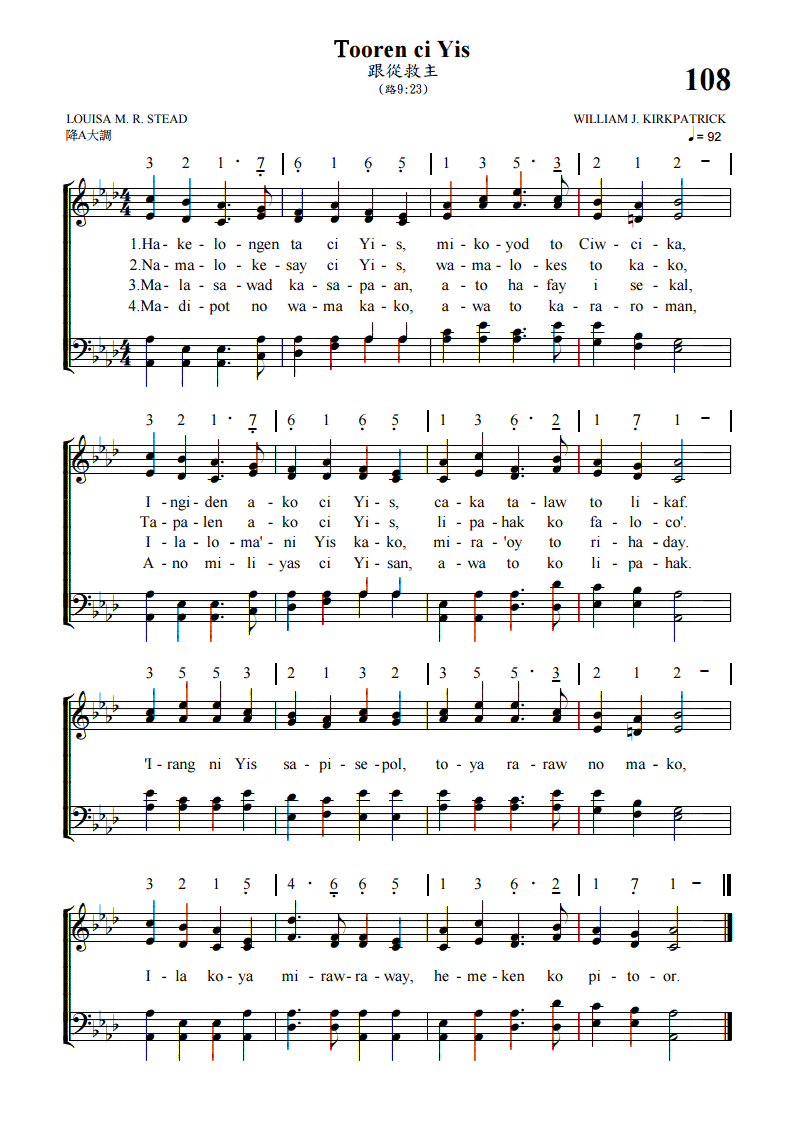 Tooren ci Yis
跟從救主
(路9:23)
108
LOUISA M. R. STEAD
WILLIAM J. KIRKPATRICK
降A大調
♩= 92
3 2 1 · 7̣ | 6̣ 1 6̣ 5̣ | 1 3 5 · 3 | 2 1 2 – |
1.Ha - ke - lo - ngen ta ci Yi - s, mi - ko - yod to Ciw - ci - ka,
2.Na - ma - lo - ke - say ci Yi - s, wa - ma - lo - kes to ka - ko,
3.Ma - la - sa - wad ka - sa - pa - an, a - to ha - fay i se - kal,
4.Ma - di - pot no wa - ma ka - ko, a - wa to ka - ra - ro - man,
3 2 1 · 7̣ | 6̣ 1 6̣ 5̣ | 1 3 6̣ · 2 | 1 7̣ 1 – |
I - ngi - den a - ko ci Yi - s, ca - ka ta - law to li - kaf.
Ta - pa - len a - ko ci Yi - s, li - pa - hak ko fa - lo - co'.
I - la - lo - ma' - ni Yis ka - ko, mi - ra - 'oy to ri - ha - day.
A - no mi - li - yas ci Yi - san, a - wa to ko li - pa - hak.
3 5 5 3 | 2 1 3 2 | 3 5 5 · 3 | 2 1 2 – |
'I - rang ni Yis sa - pi - se - pol, to - ya ra - raw no ma - ko,
3 2 1 5̣ | 4 · 6̣ 6̣ 5̣ | 1 3 6̣ · 2 | 1 7̣ 1 – ‖
I - la ko - ya mi - raw - ra - way, he - me - ken ko pi - to - or.